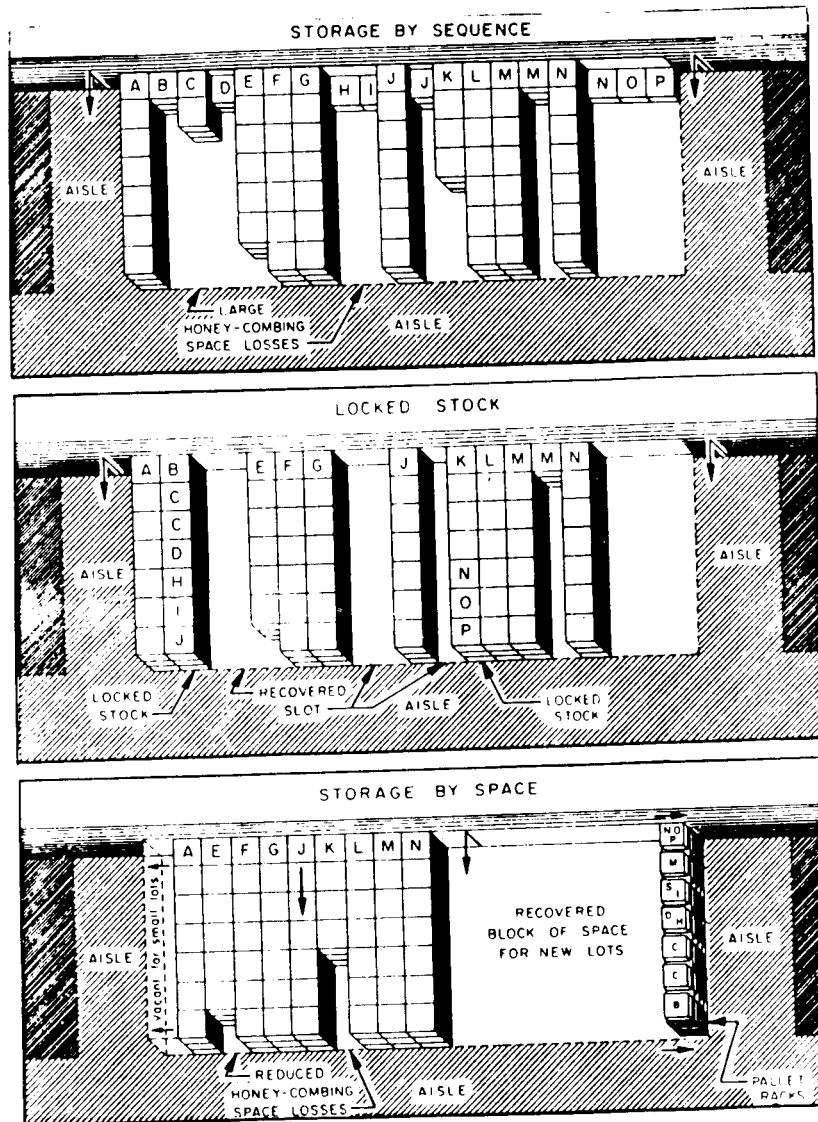 STORAGE BY SEQUENCE
A B C D E F G H I J J K L M M N N O P
AISLE
AISLE
LARGE
HONEY-COMBING
SPACE LOSSES
AISLE
LOCKED STOCK
A B E F G J K L M M N
C
C
D
H
I
J
N
O
P
AISLE
AISLE
LOCKED
STOCK
RECOVERED
SLOT
AISLE
LOCKED
STOCK
STORAGE BY SPACE
A E F G J K L M N
vacant for small lots
AISLE
RECOVERED
BLOCK OF SPACE
FOR NEW LOTS
NO
P
M
S I
D H
C
C
B
AISLE
REDUCED
HONEY-COMBING
SPACE LOSSES
AISLE
PALLET
RACKS